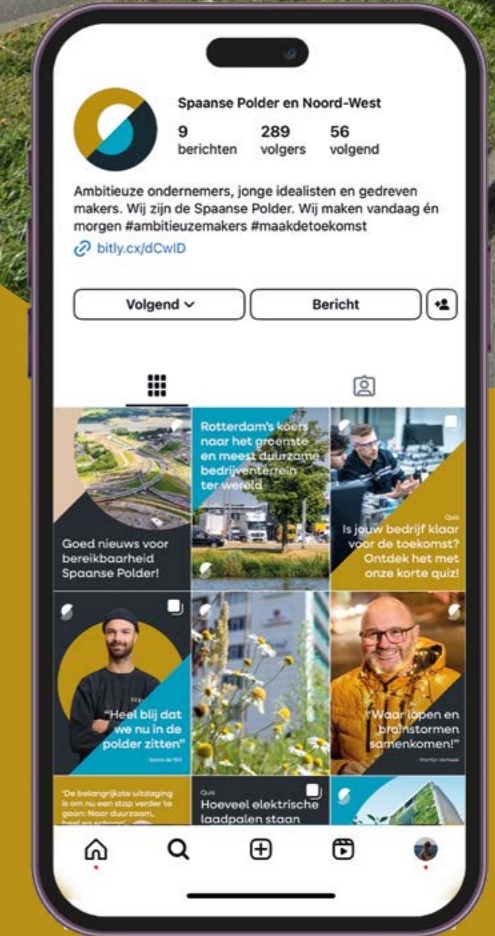 Spaanse Polder en Noord-West
9 289 56
berichten volgers volgend
Ambitieuze ondernemers, jonge idealisten en gedreven
makers. Wij zijn de Spaanse Polder. Wij maken vandaag én
morgen #ambitieuzemakers #maakdetoekomst
bitly.cx/dCwlD
Volgend
Bericht
Goed nieuws voor
bereikbaarheid
Spaanse Polder!
Rotterdam's koers
naar het groenste
en meest duurzame
bedrijventerrein
ter wereld
Quiz
Is jouw bedrijf klaar
voor de toekomst?
Ontdek het met
onze korte quiz!
"Heel blij dat
we nu in de
polder zitten"
"Waar lopen en
brainstormen
samenkomen!"
- Martijn Verhoek
'De belangrijkste uitdaging
is om nu een stap verder te
gaan: Naar duurzaam,
heel en schoon'
Quiz
Hoeveel elektrische
laadpalen staan